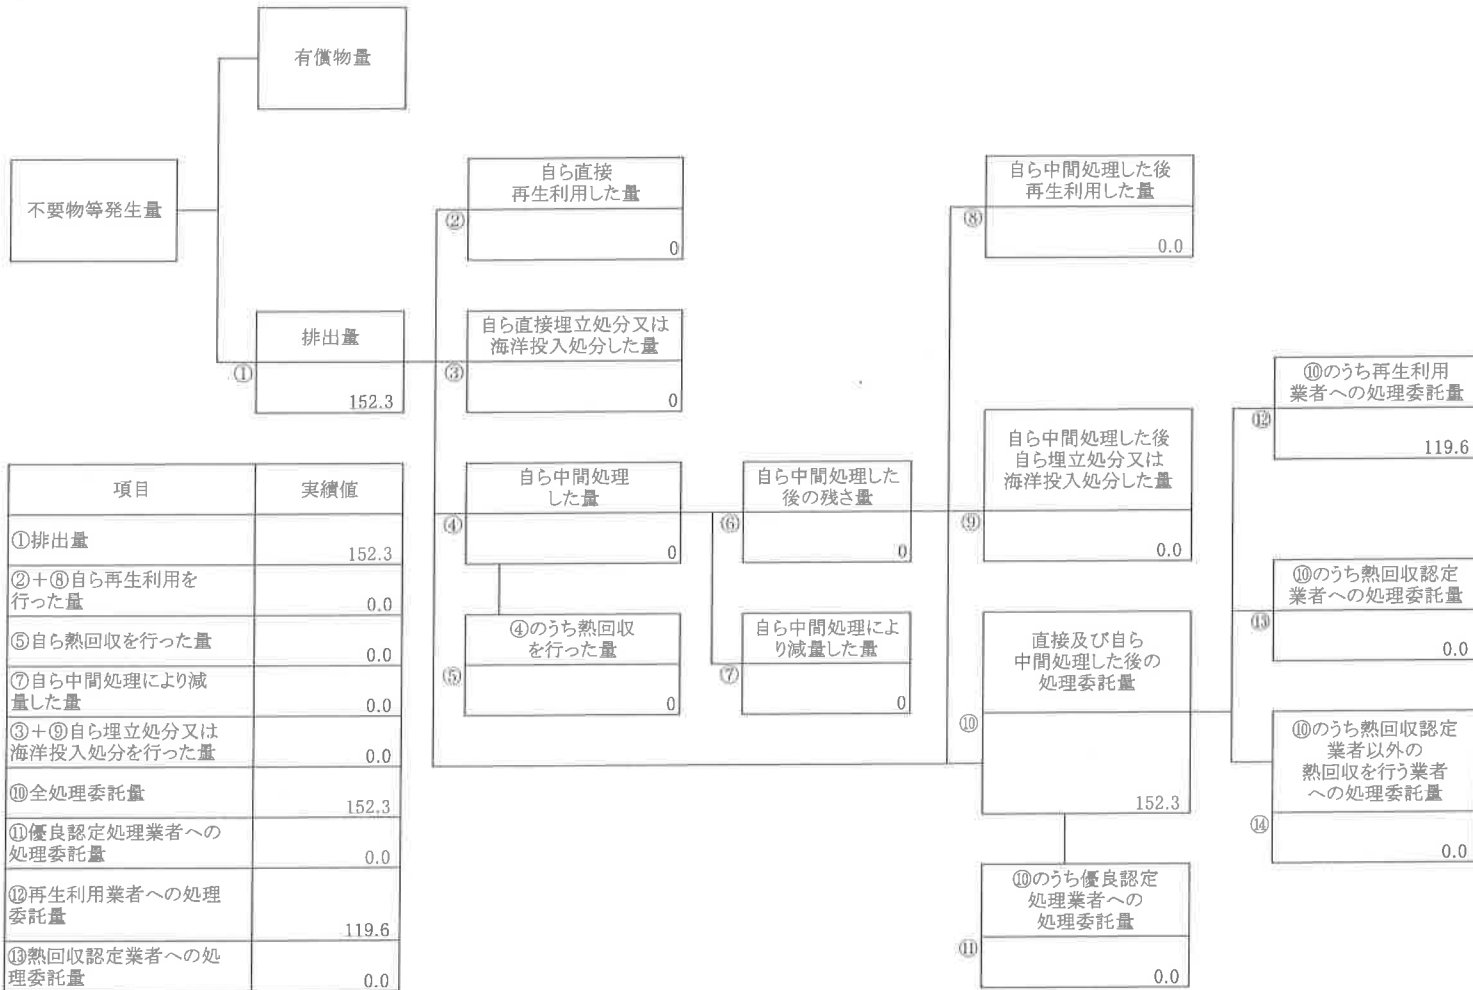 有償物量
不要物等発生量
排出量
①
152.3
自ら直接
再生利用した量
②
0
自ら直接埋立処分又は
海洋投入処分した量
③
0
自ら中間処理
した量
④
0
④のうち熱回収
を行った量
⑤
0
自ら中間処理した
後の残さ量
⑥
0
自ら中間処理によ
り減量した量
⑦
0
自ら中間処理した後
再生利用した量
⑧
0.0
自ら中間処理した後
自ら埋立処分又は
海洋投入処分した量
⑨
0.0
直接及び自ら
中間処理した後の
処理委託量
⑩
152.3
⑩のうち優良認定
処理業者への
処理委託量
⑪
0.0
⑩のうち再生利用
業者への処理委託量
⑫
119.6
⑩のうち熱回収認定
業者への処理委託量
⑬
0.0
⑩のうち熱回収認定
業者以外の
熱回収を行う業者
への処理委託量
⑭
0.0
項目 実績値
①排出量 152.3
②+⑧自ら再生利用を
行った量 0.0
⑤自ら熱回収を行った量 0.0
⑦自ら中間処理により減
量した量 0.0
③+⑨自ら埋立処分又は
海洋投入処分を行った量 0.0
⑩全処理委託量 152.3
⑪優良認定処理業者への
処理委託量 0.0
⑫再生利用業者への処理
委託量 119.6
⑬熱回収認定業者への処
理委託量 0.0